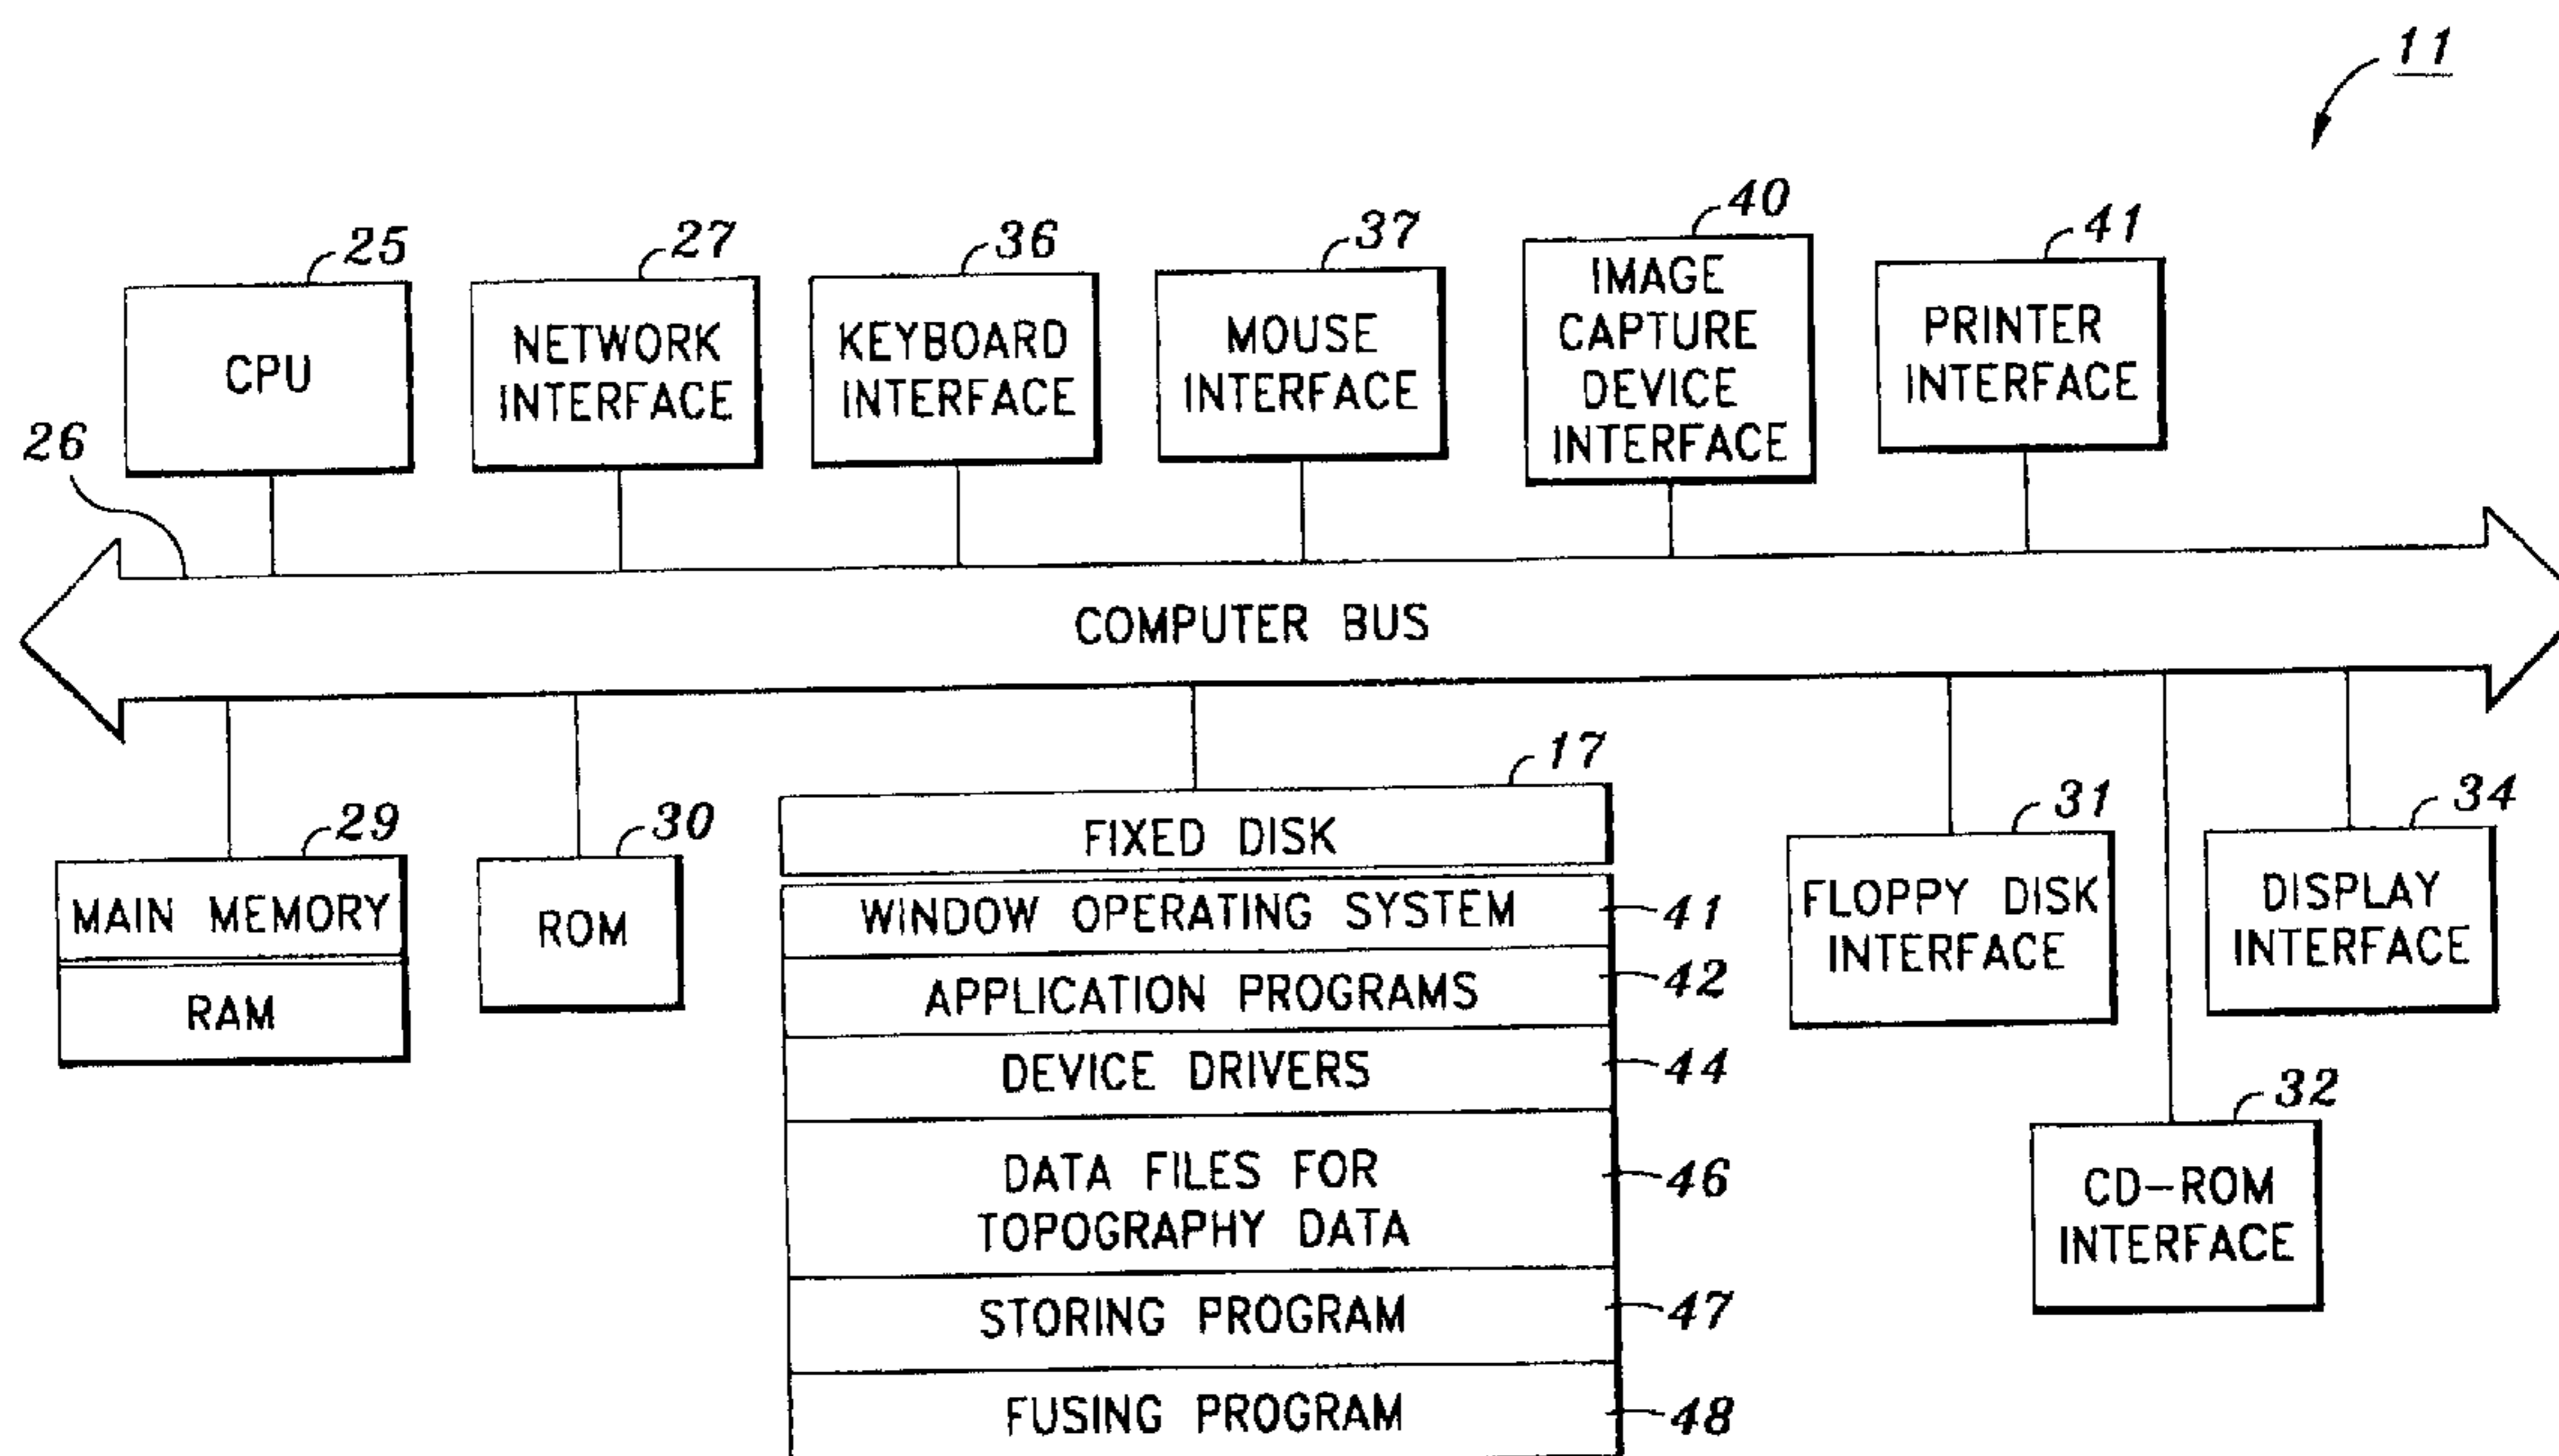 11
25
27
36
37
40
41
CPU
NETWORK
INTERFACE
KEYBOARD
INTERFACE
MOUSE
INTERFACE
IMAGE
CAPTURE
DEVICE
INTERFACE
PRINTER
INTERFACE
26
COMPUTER BUS
29
MAIN MEMORY
RAM
30
ROM
17
FIXED DISK
WINDOW OPERATING SYSTEM 41
APPLICATION PROGRAMS 42
DEVICE DRIVERS 44
DATA FILES FOR
TOPOGRAPHY DATA
46
STORING PROGRAM 47
FUSING PROGRAM 48
31
FLOPPY DISK
INTERFACE
34
DISPLAY
INTERFACE
32
CD-ROM
INTERFACE